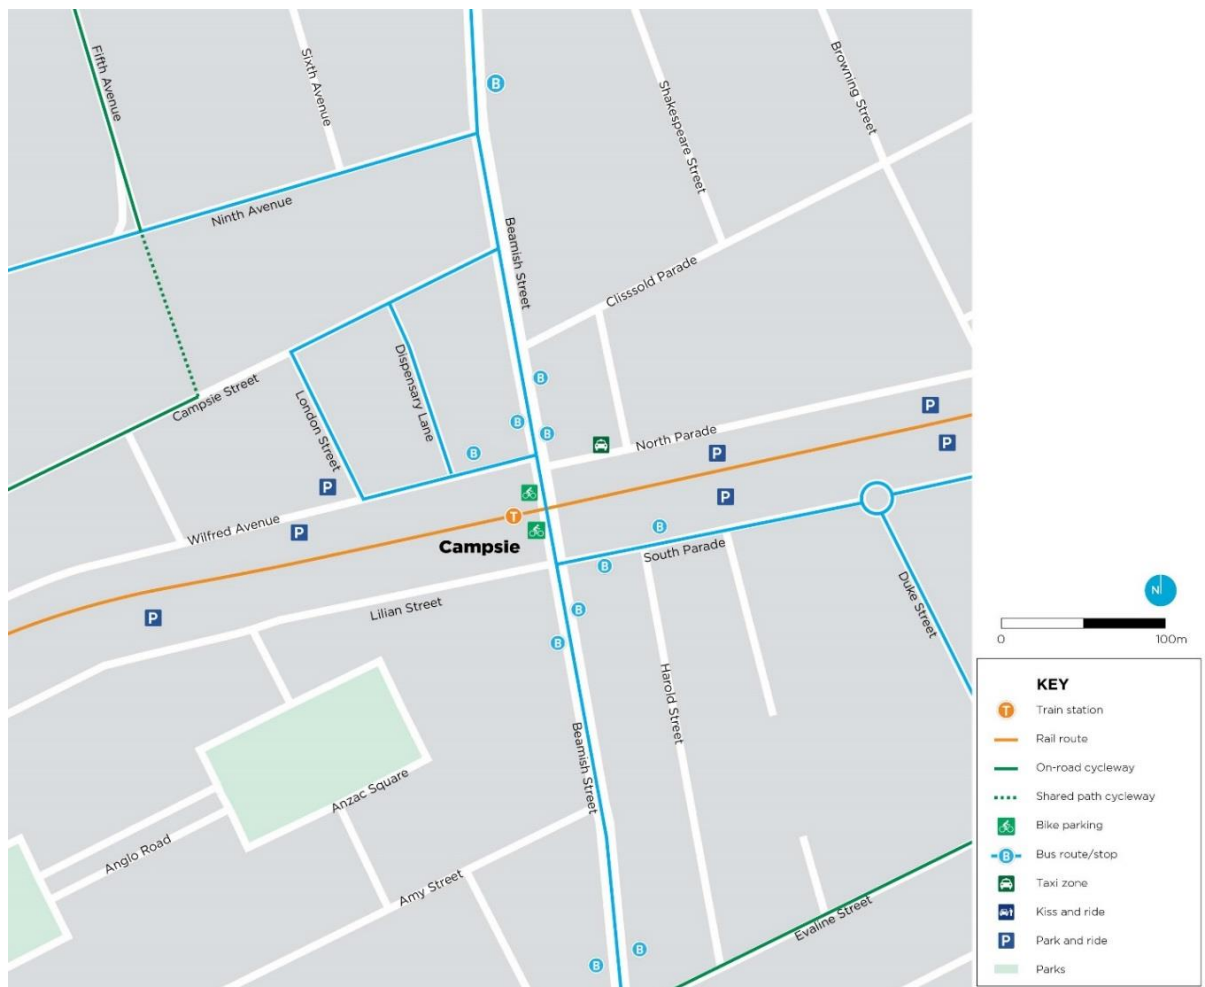 Fifth Avenue
Sixth Avenue
B
Shakespeare Street
Browning Street
Ninth Avenue
Beamish Street
Clisssold Parade
Campsie Street
London Street
Dispensary Lane
B
B
B
B
P
North Parade
P
P
P
P
P
Wilfred Avenue
T
Campsie
B
South Parade
B
Duke Street
N
0
100m
P
Lilian Street
B
B
Harold Street
Beamish Street
Anzac Square
Anglo Road
Amy Street
Evaline Street
B
B
KEY
T Train station
Rail route
On-road cycleway
Shared path cycleway
Bike parking
B Bus route/stop
Taxi zone
Kiss and ride
P Park and ride
Parks